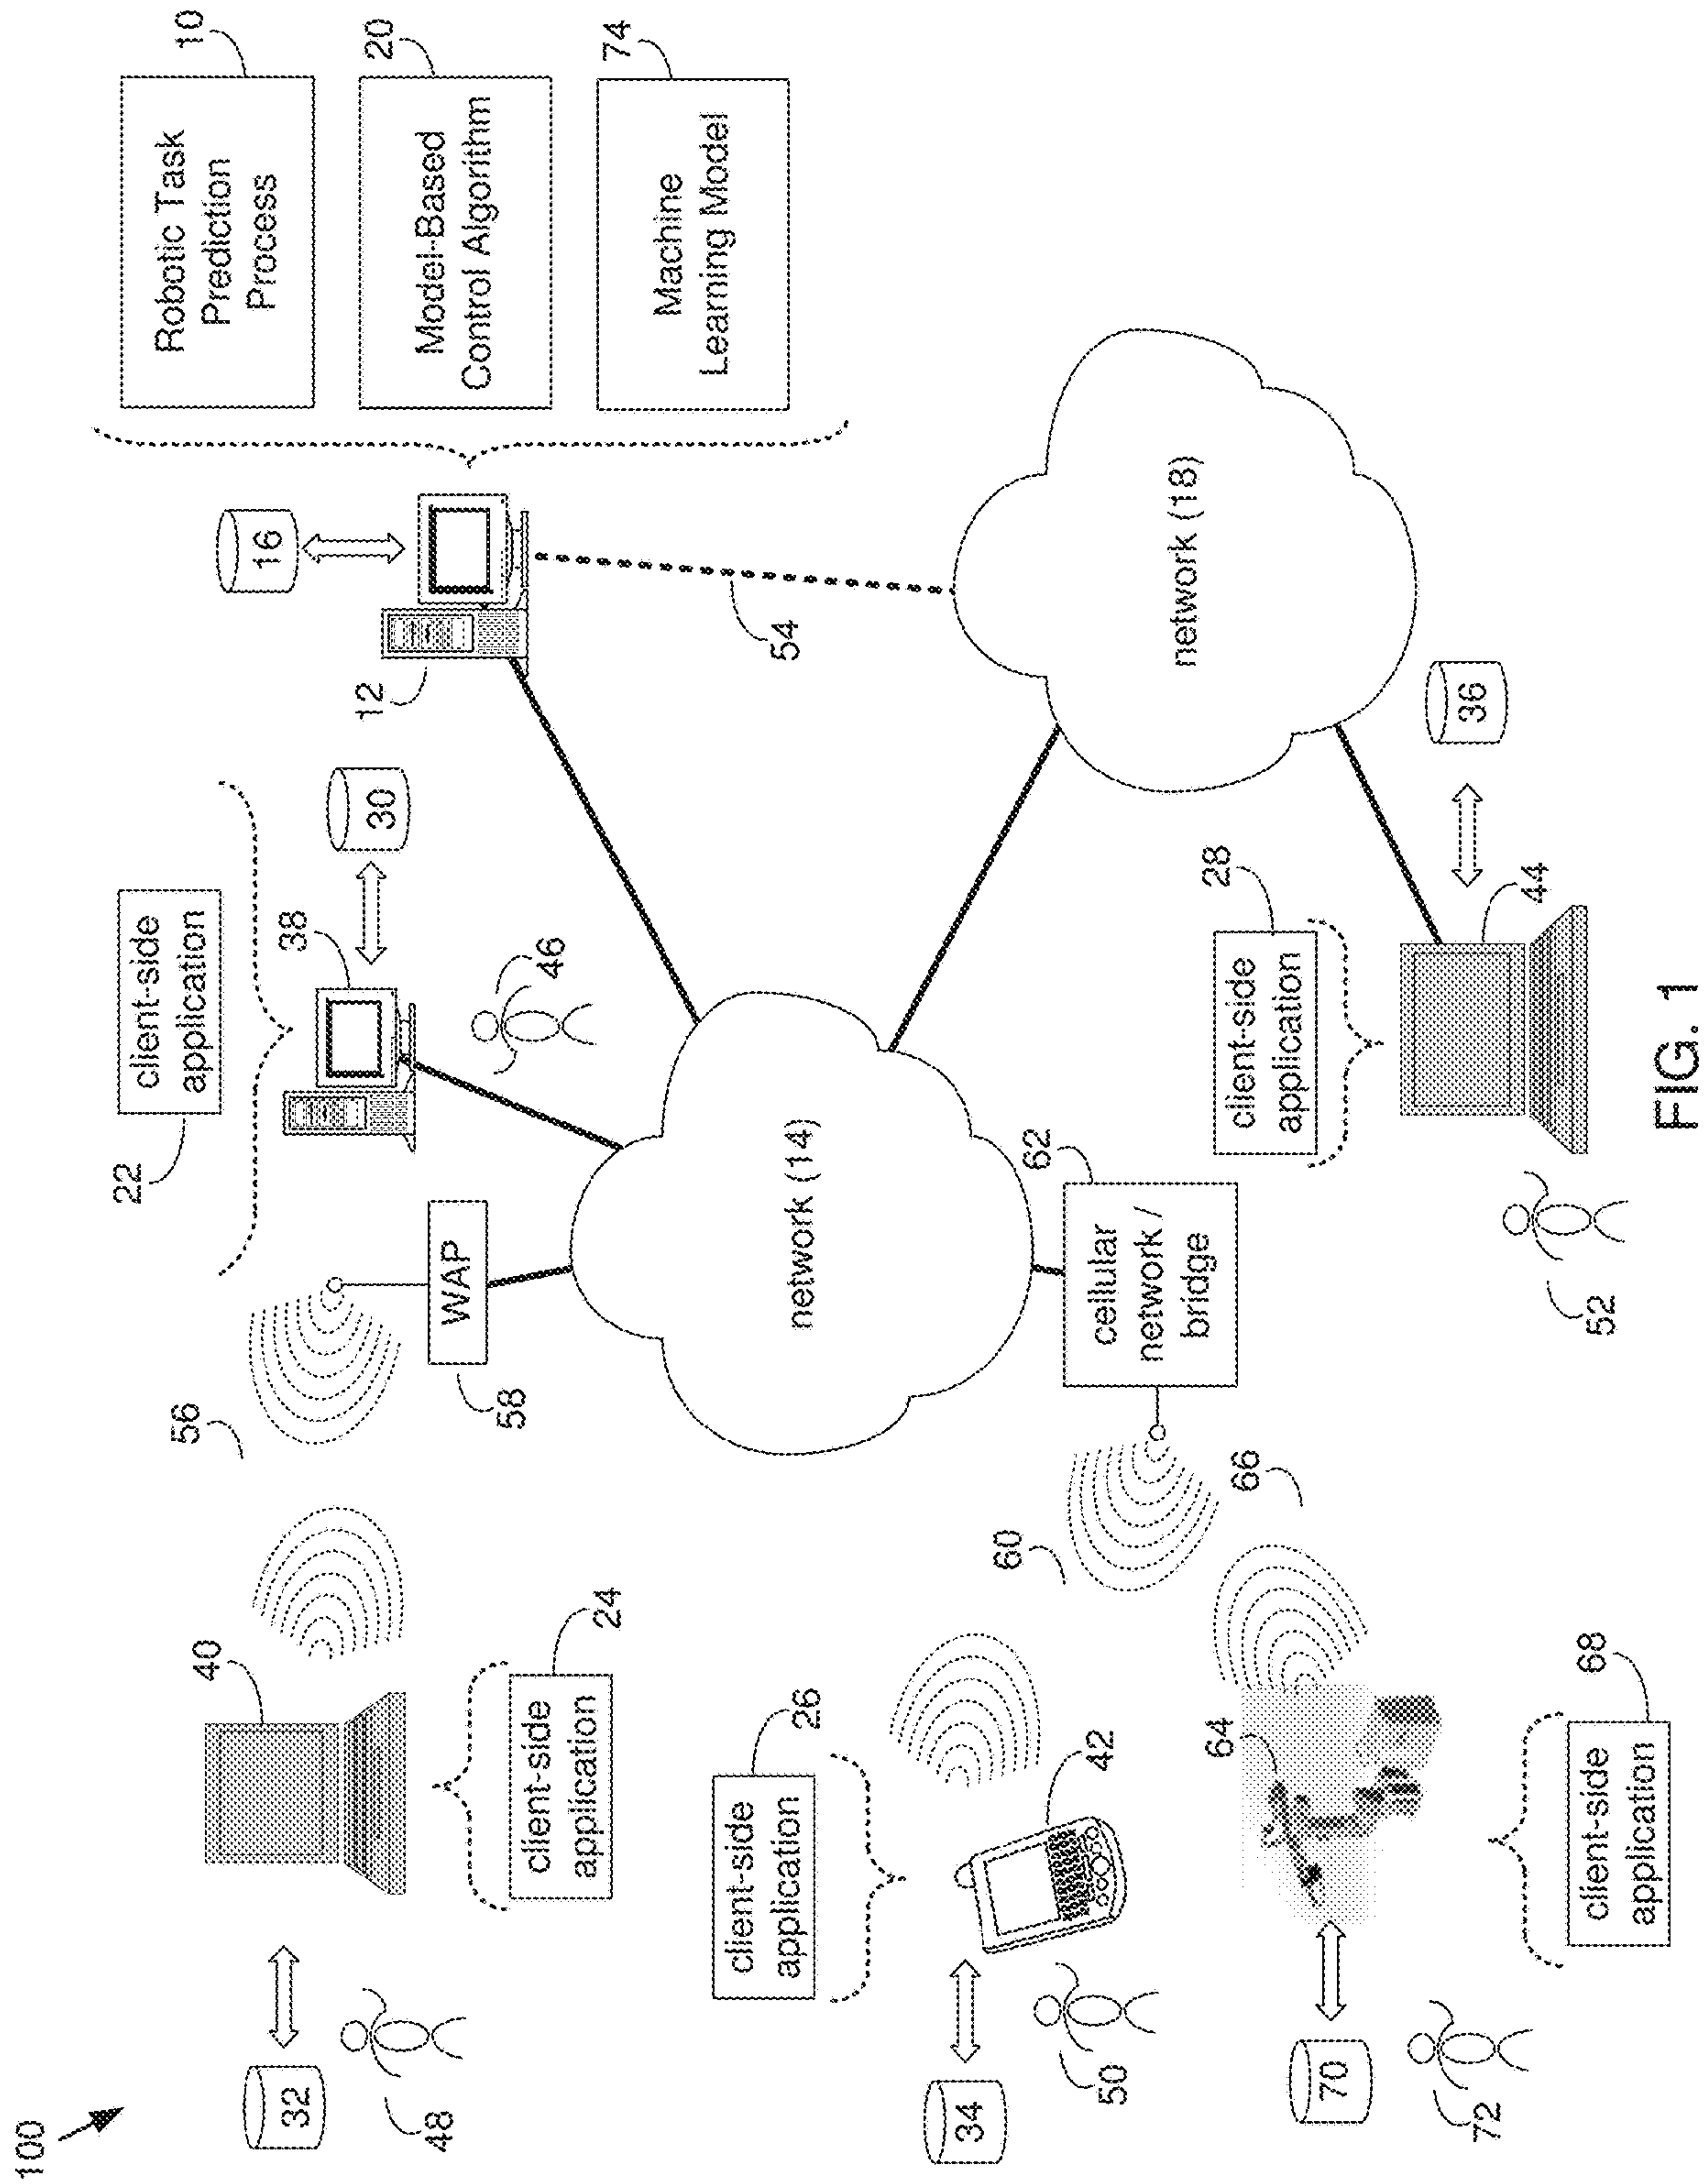 100
32
48
40
client-side
application
24
56
WAP
58
client-side
application
22
38
30
46
12
16
Robotic Task
Prediction
Process
10
Model-Based
Control Algorithm
20
Machine
Learning Model
74
54
network (14)
network (18)
34
50
client-side
application
26
42
60
cellular
network /
bridge
62
66
70
72
64
client-side
application
68
client-side
application
28
44
36
52
FIG. 1